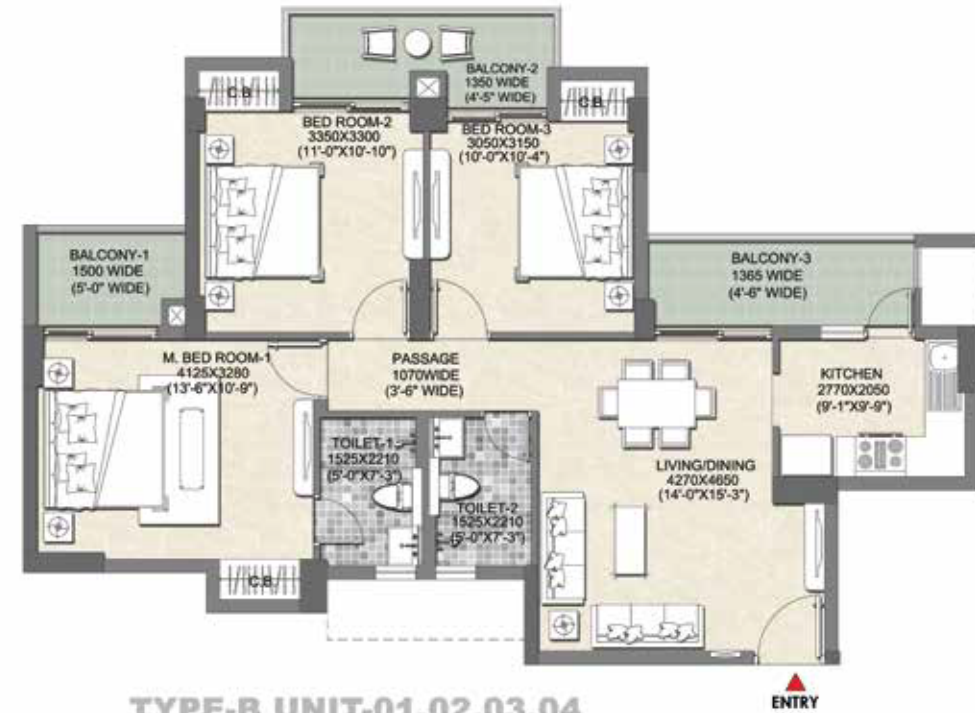 BALCONY-2
1350 WIDE
(4'-5" WIDE)
C.B.
C.B.
BED ROOM-2
3350X3300
(11'-0"X10'-10")
BED ROOM-3
3050X3150
(10'-0"X10'-4")
BALCONY-1
1500 WIDE
(5'-0" WIDE)
BALCONY-3
1365 WIDE
(4'-6" WIDE)
M. BED ROOM-1
4125X3280
(13'-6"X10'-9")
PASSAGE
1070WIDE
(3'-6" WIDE)
KITCHEN
2770X2050
(9'-1"X9'-9")
TOILET-1
1525X2210
(5'-0"X7'-3")
LIVING/DINING
4270X4650
(14'-0"X15'-3")
TOILET-2
1525X2210
(5'-0"X7'-3")
C.B.
TYPE-B UNIT-01,02,03,04
ENTRY